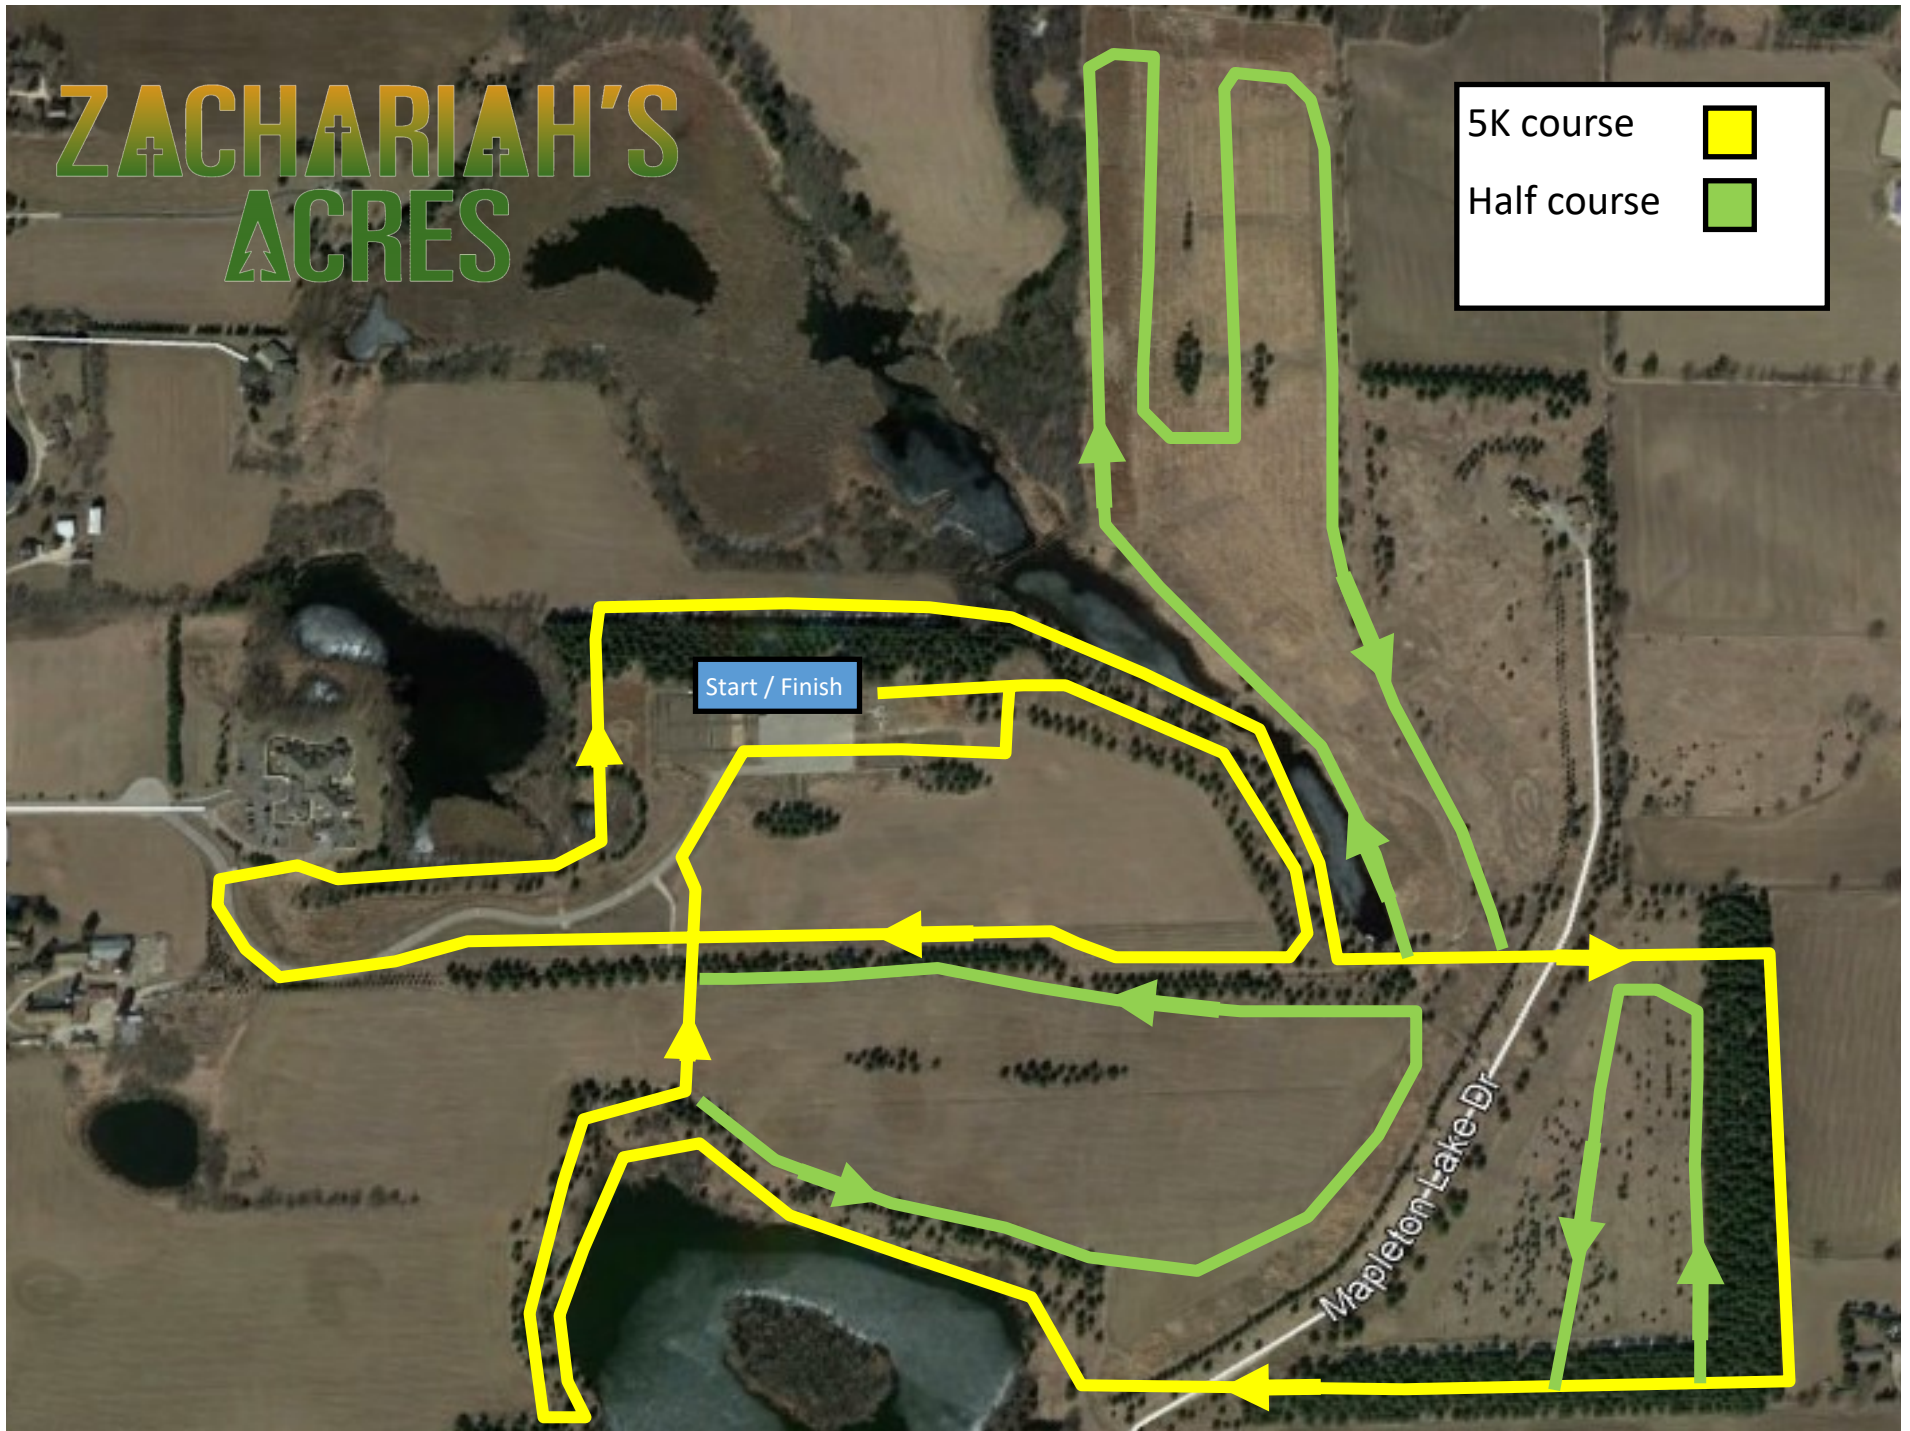 ZACHARIAH'S
ACRES
5K course
Half course
Start / Finish
Mapleton-Lake-Dr